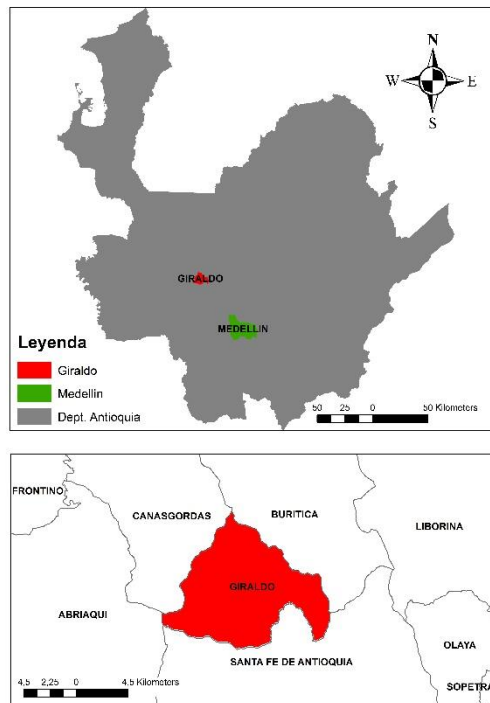 N
W E
S
GIRALDO
MEDELLIN
Leyenda
Giraldo
Medellin
Dept. Antioquia
50 25 0 50 Kilometers
FRONTINO
CANASGORDAS
BURITICA
LIBORINA
GIRALDO
ABRIAQUI
OLAYA
SANTA FE DE ANTIOQUIA
SOPETRA
4,5 2,25 0 4,5 Kilometers